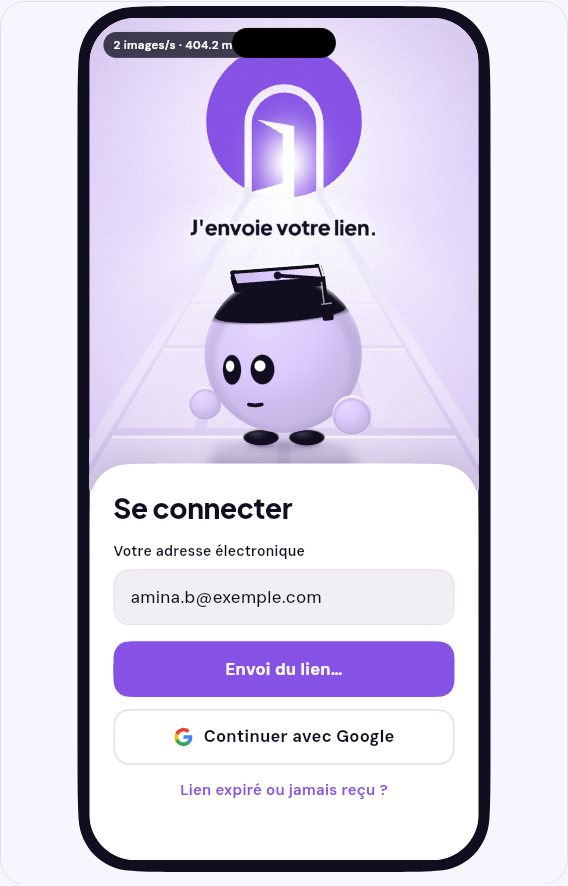 2 images/s · 404.2 m
J'envoie votre lien.
Se connecter
Votre adresse électronique
amina.b@exemple.com
Envoi du lien…
Continuer avec Google
Lien expiré ou jamais reçu ?